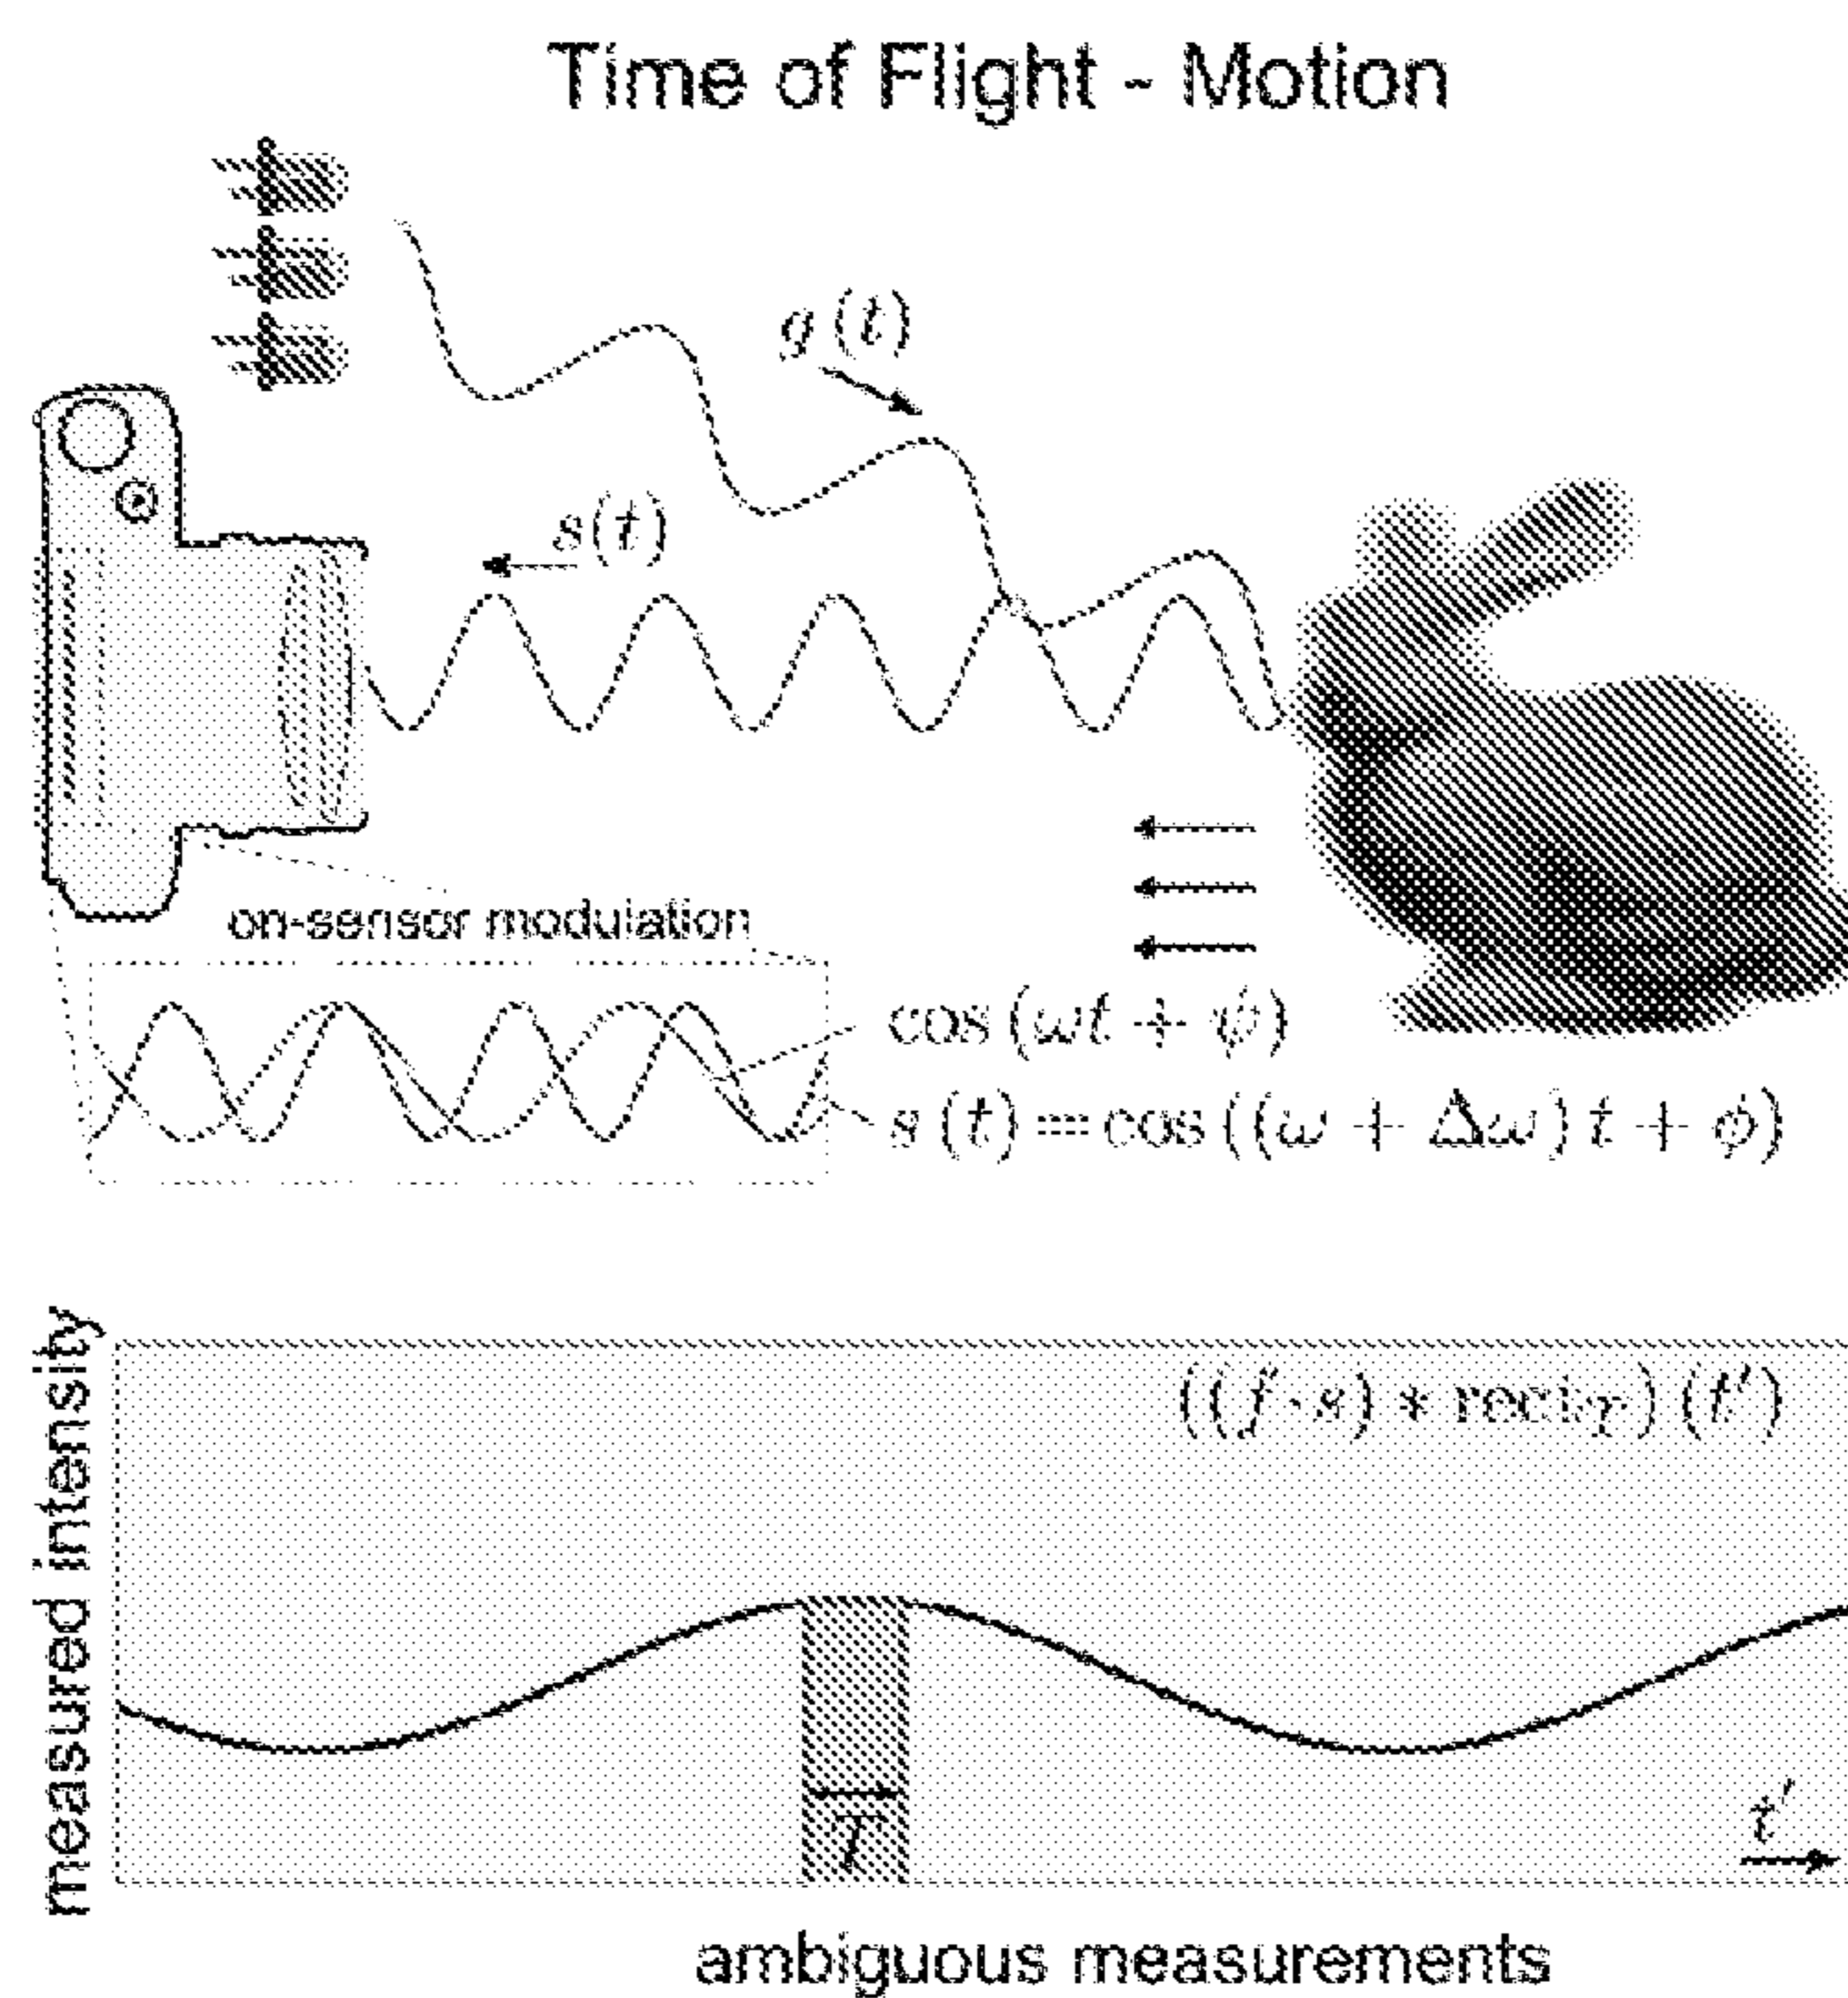 Time of Flight - Motion
g (t)
s(t)
on-sensor modulation
cos (ωt + ψ)
s (t) = cos ((ω + Δω) t + ϕ)
measured intensity
((f · s) ∗ rect_T) (t′)
T
t′
ambiguous measurements